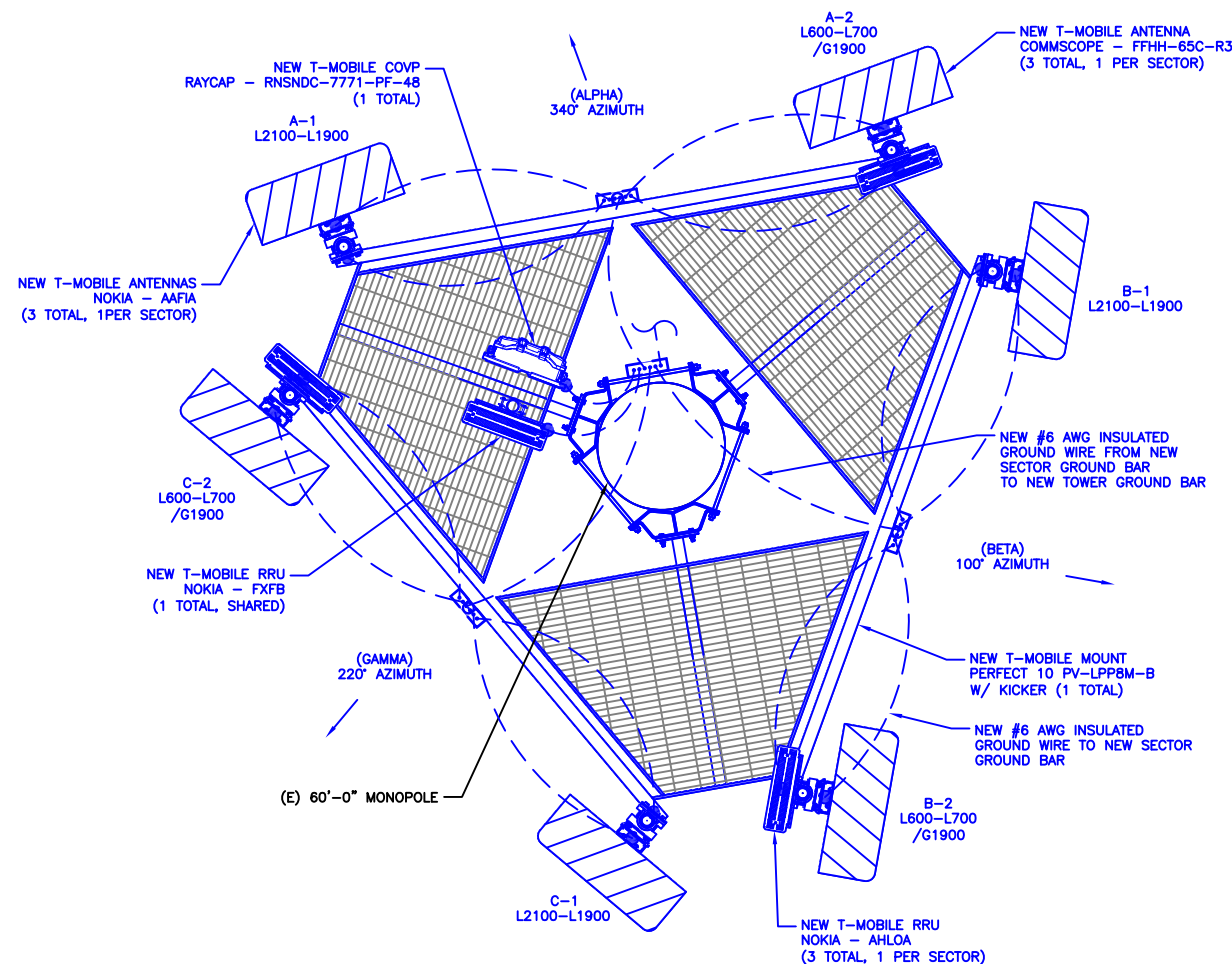 A-2
L600-L700
/G1900
NEW T-MOBILE ANTENNA
COMMSCOPE - FFHH-65C-R3
(3 TOTAL, 1 PER SECTOR)
NEW T-MOBILE COVP
RAYCAP - RNSNDC-7771-PF-48
(1 TOTAL)
(ALPHA)
340° AZIMUTH
A-1
L2100-L1900
NEW T-MOBILE ANTENNAS
NOKIA - AAFIA
(3 TOTAL, 1PER SECTOR)
B-1
L2100-L1900
C-2
L600-L700
/G1900
NEW #6 AWG INSULATED
GROUND WIRE FROM NEW
SECTOR GROUND BAR
TO NEW TOWER GROUND BAR
(BETA)
100° AZIMUTH
NEW T-MOBILE RRU
NOKIA - FXFB
(1 TOTAL, SHARED)
(GAMMA)
220° AZIMUTH
NEW T-MOBILE MOUNT
PERFECT 10 PV-LPP8M-B
W/ KICKER (1 TOTAL)
NEW #6 AWG INSULATED
GROUND WIRE TO NEW SECTOR
GROUND BAR
(E) 60'-0" MONOPOLE
B-2
L600-L700
/G1900
C-1
L2100-L1900
NEW T-MOBILE RRU
NOKIA - AHLOA
(3 TOTAL, 1 PER SECTOR)